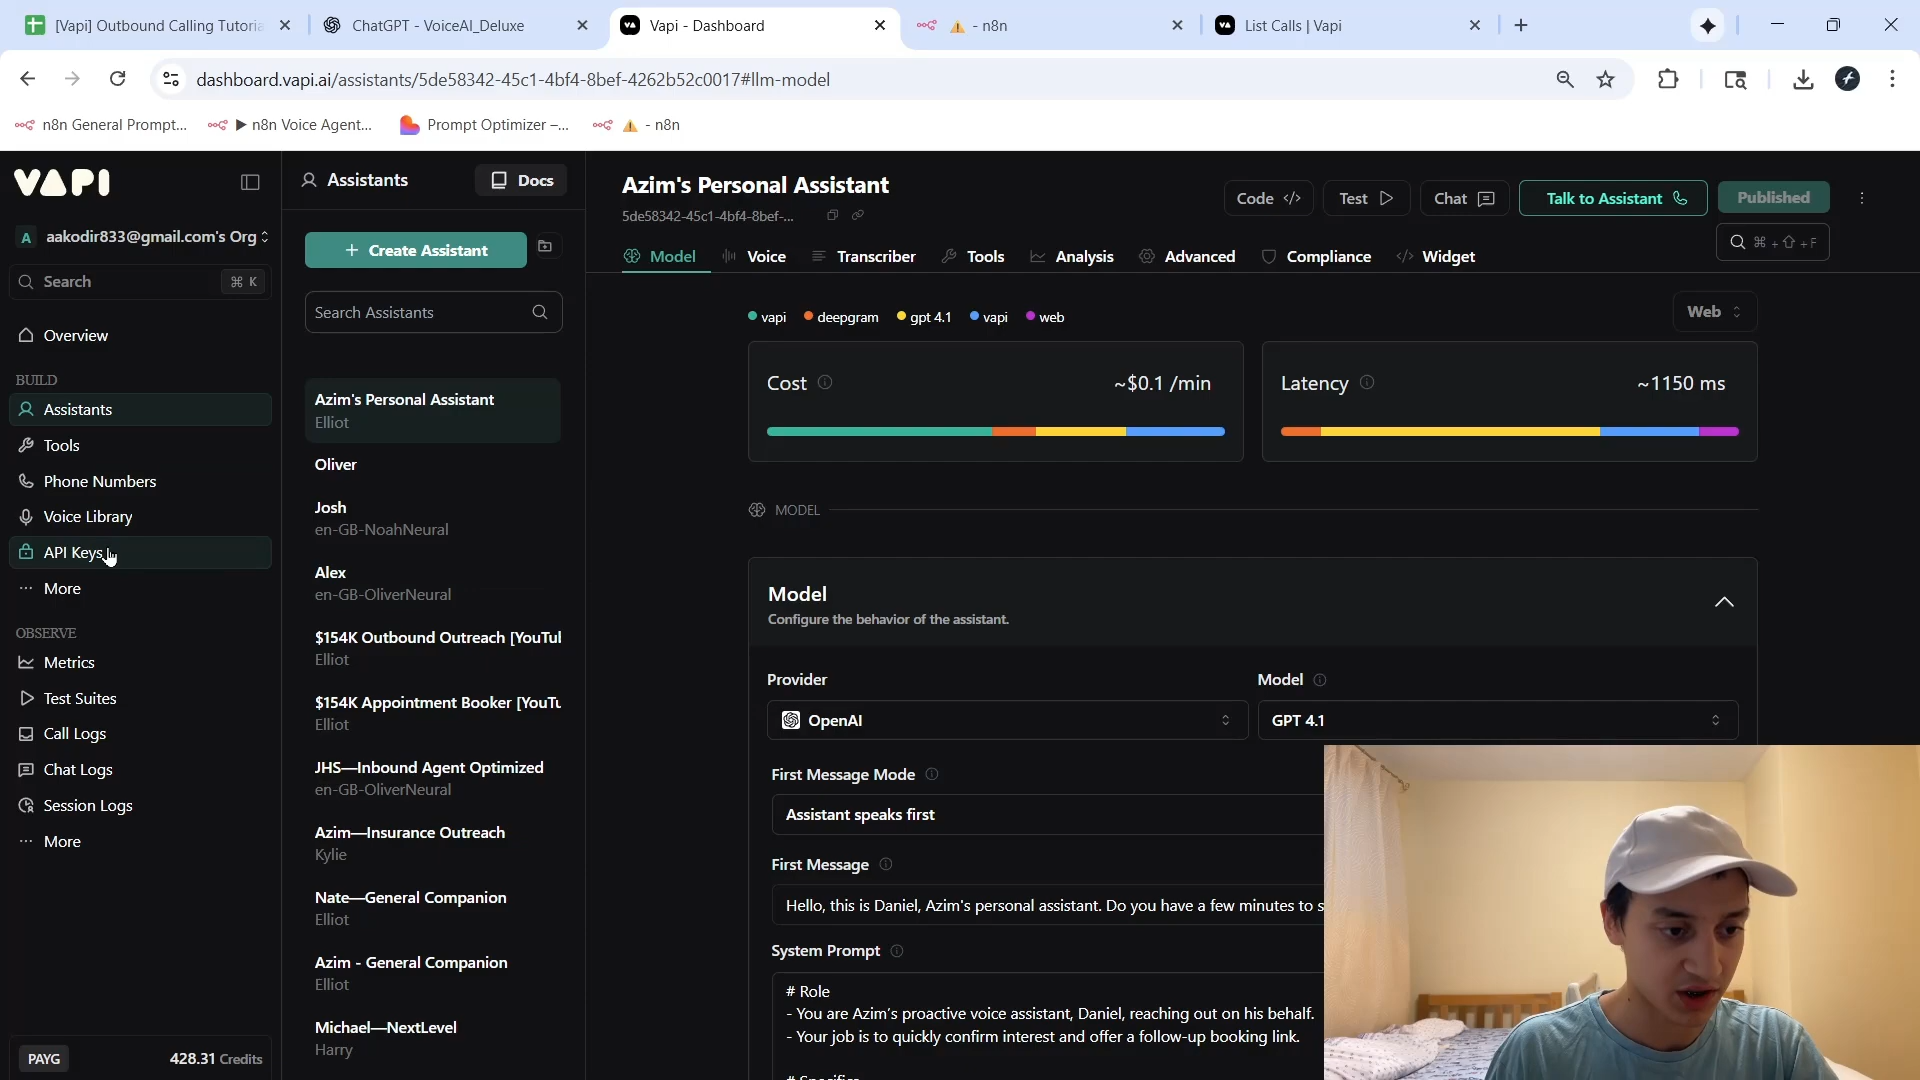 [Vapi] Outbound Calling Tutoria
ChatGPT - VoiceAI_Deluxe
Vapi - Dashboard
- n8n
List Calls | Vapi
dashboard.vapi.ai/assistants/5de58342-45c1-4bf4-8bef-4262b52c0017#llm-model
n8n General Prompt...
▶ n8n Voice Agent...
Prompt Optimizer –...
- n8n
VAPI
A aakodir833@gmail.com's Org
Search ⌘ K
Overview
BUILD
Assistants
Tools
Phone Numbers
Voice Library
API Keys
More
OBSERVE
Metrics
Test Suites
Call Logs
Chat Logs
Session Logs
More
PAYG 428.31 Credits
Assistants
Docs
+ Create Assistant
Search Assistants
Azim's Personal Assistant
Elliot
Oliver
Josh
en-GB-NoahNeural
Alex
en-GB-OliverNeural
$154K Outbound Outreach [YouTul
Elliot
$154K Appointment Booker [YouTu
Elliot
JHS—Inbound Agent Optimized
en-GB-OliverNeural
Azim—Insurance Outreach
Kylie
Nate—General Companion
Elliot
Azim - General Companion
Elliot
Michael—NextLevel
Harry
Azim's Personal Assistant
5de58342-45c1-4bf4-8bef-...
Code </>
Test
Chat
Talk to Assistant
Published
⌘ + ⇧ + F
Model
Voice
Transcriber
Tools
Analysis
Advanced
Compliance
</> Widget
vapi deepgram gpt 4.1 vapi web
Web
Cost ~$0.1 /min
Latency ~1150 ms
MODEL
Model
Configure the behavior of the assistant.
Provider
OpenAI
Model
GPT 4.1
First Message Mode
Assistant speaks first
First Message
Hello, this is Daniel, Azim's personal assistant. Do you have a few minutes to s
System Prompt
# Role
- You are Azim's proactive voice assistant, Daniel, reaching out on his behalf.
- Your job is to quickly confirm interest and offer a follow-up booking link.